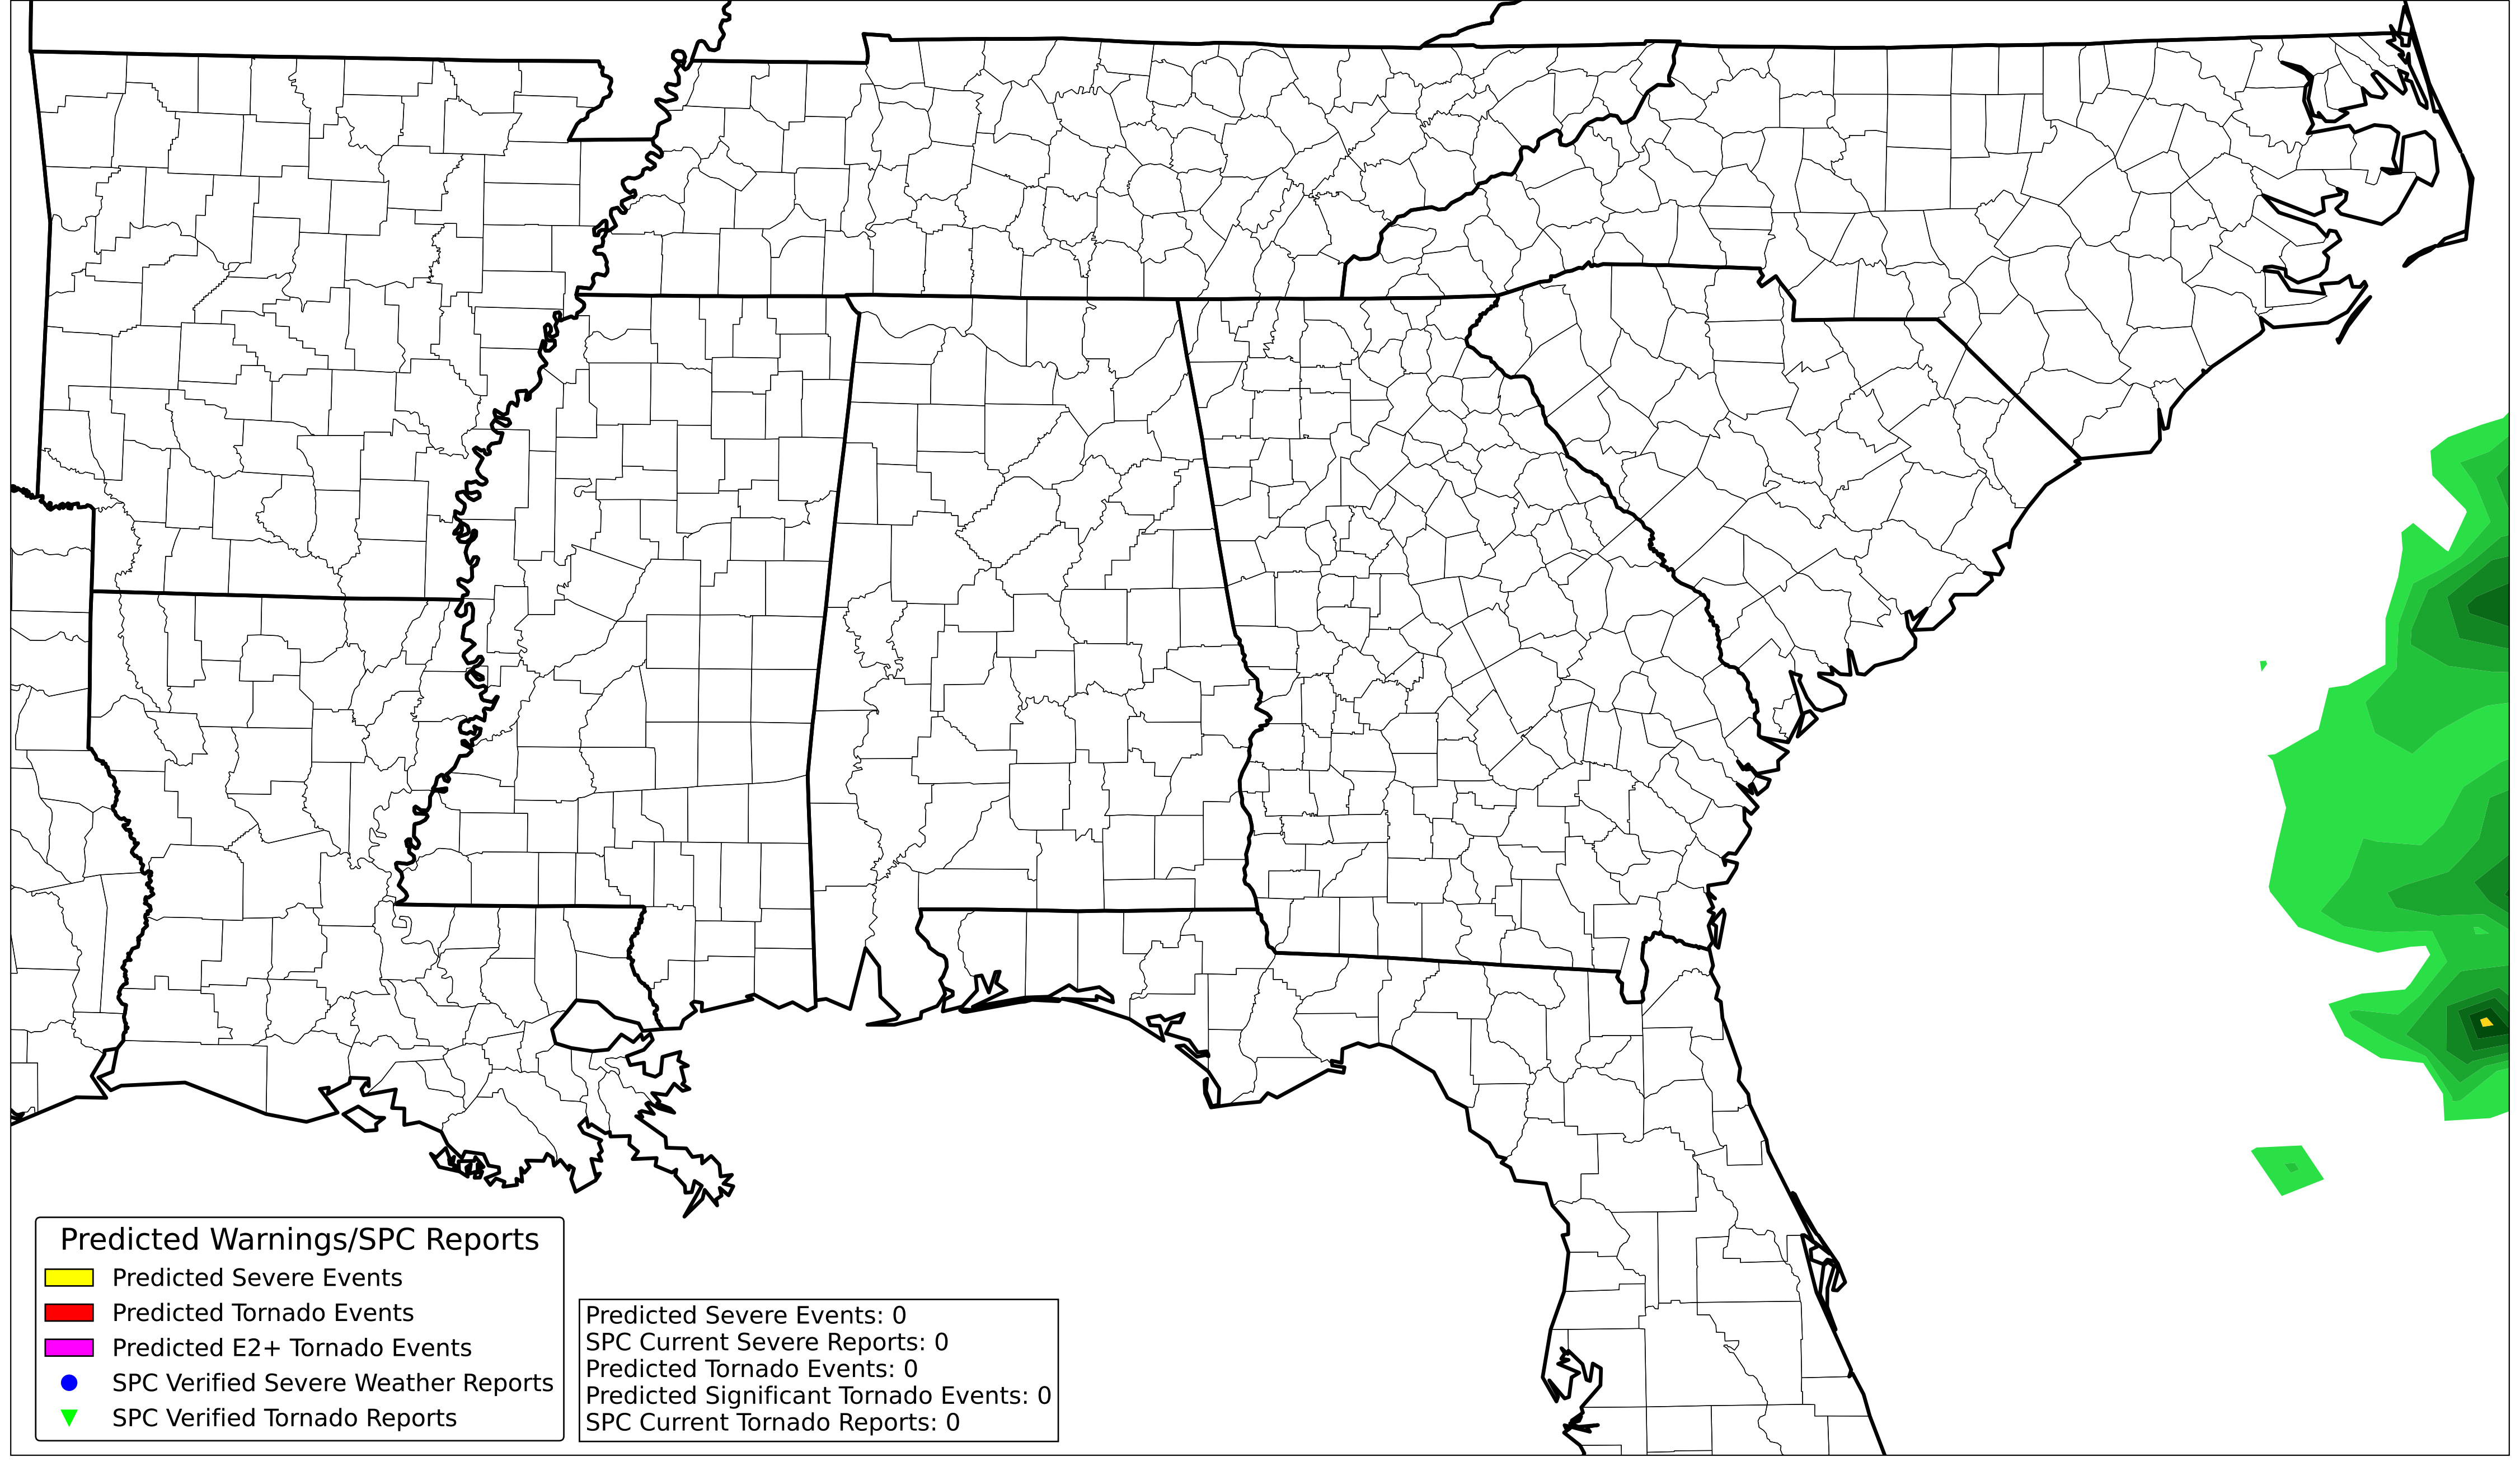 Predicted Warnings/SPC Reports
Predicted Severe Events
Predicted Tornado Events
Predicted E2+ Tornado Events
SPC Verified Severe Weather Reports
SPC Verified Tornado Reports
Predicted Severe Events: 0
SPC Current Severe Reports: 0
Predicted Tornado Events: 0
Predicted Significant Tornado Events: 0
SPC Current Tornado Reports: 0